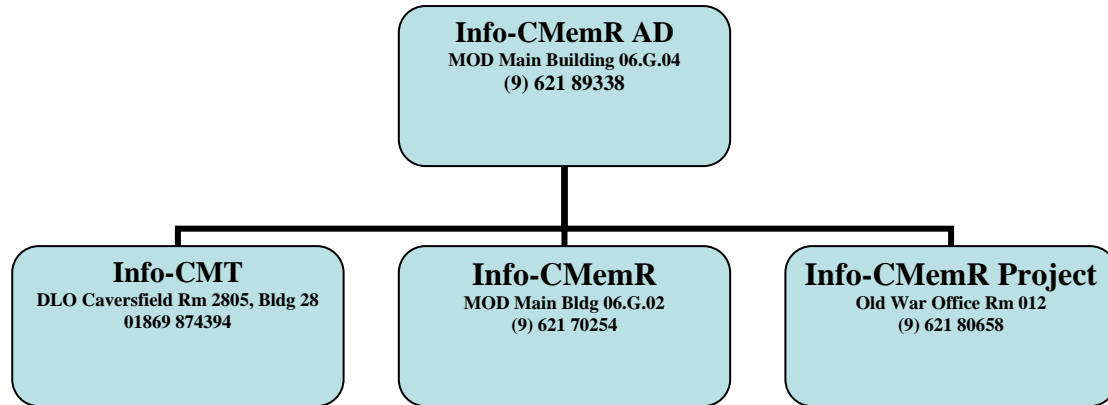 Info-CMemR AD
MOD Main Building 06.G.04
(9) 621 89338
Info-CMT
DLO Caversfield Rm 2805, Bldg 28
01869 874394
Info-CMemR
MOD Main Bldg 06.G.02
(9) 621 70254
Info-CMemR Project
Old War Office Rm 012
(9) 621 80658